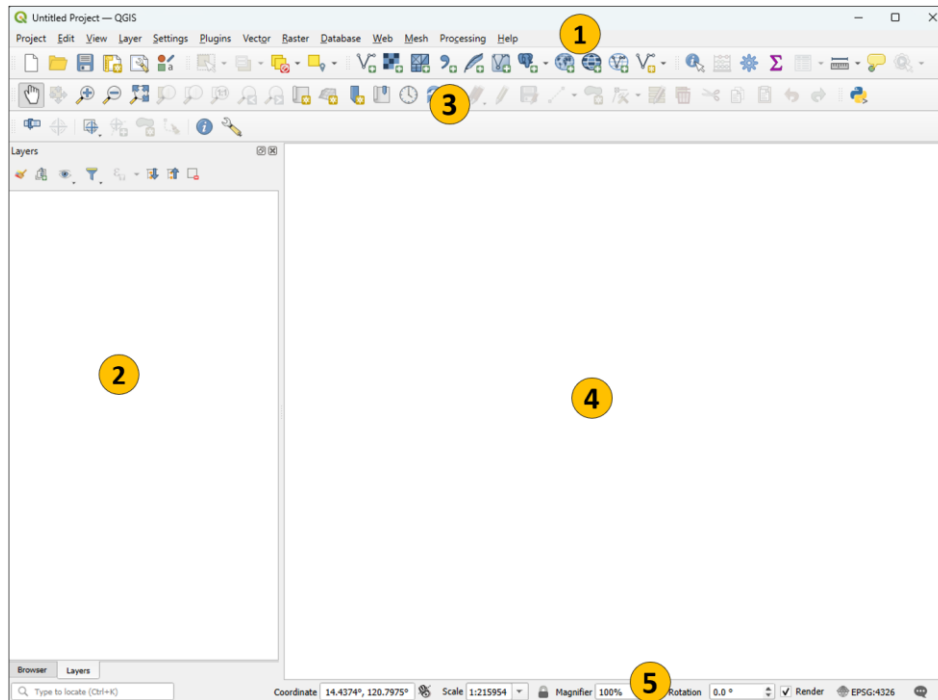 Untitled Project — QGIS
Project Edit View Layer Settings Plugins Vector Raster Database Web Mesh Processing Help
1
3
Layers
2
4
Browser Layers
5
Type to locate (Ctrl+K) Coordinate 14.4374°, 120.7975° Scale 1:215954 Magnifier 100% Rotation 0.0 ° Render EPSG:4326